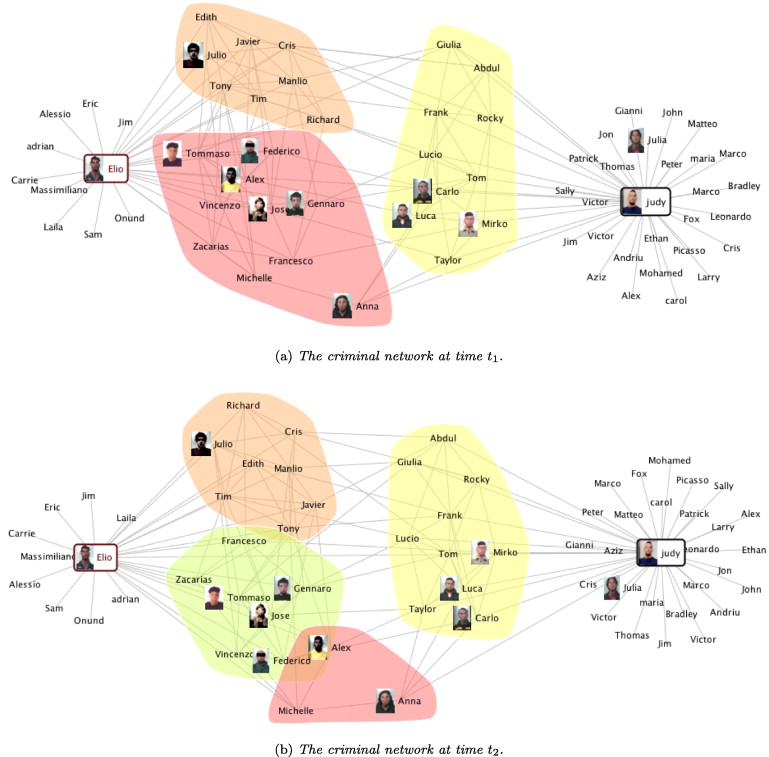 Edith
Javier
Cris
Julio
Tony
Manlio
Tim
Richard
Giulia
Abdul
Frank
Rocky
Lucio
Tom
Carlo
Luca
Mirko
Taylor
Eric
Alessio
Jim
adrian
Elio
Carrie
Massimiliano
Laila
Sam
Onund
Tommaso
Federico
Alex
Vincenzo
Jose
Gennaro
Zacarias
Francesco
Michelle
Anna
Gianni
John
Matteo
Jon
Julia
Patrick
Thomas
Peter
maria
Marco
Sally
Victor
judy
Marco
Bradley
Fox
Leonardo
Jim
Victor
Ethan
Picasso
Cris
Andriu
Aziz
Mohamed
Larry
Alex
carol
(a) The criminal network at time t1.
Richard
Julio
Cris
Edith
Manlio
Tim
Javier
Tony
Abdul
Giulia
Rocky
Frank
Lucio
Tom
Mirko
Luca
Taylor
Carlo
Jim
Eric
Laila
Carrie
Massimiliano
Elio
Alessio
adrian
Sam
Onund
Francesco
Zacarias
Tommaso
Gennaro
Jose
Vincenzo
Federico
Alex
Michelle
Anna
Mohamed
Fox
Marco
Picasso
Sally
carol
Peter
Matteo
Patrick
Alex
Larry
Gianni
Aziz
judy
eonardo
Ethan
Jon
Cris
Julia
Marco
John
maria
Victor
Bradley
Andriu
Thomas
Jim
Victor
(b) The criminal network at time t2.